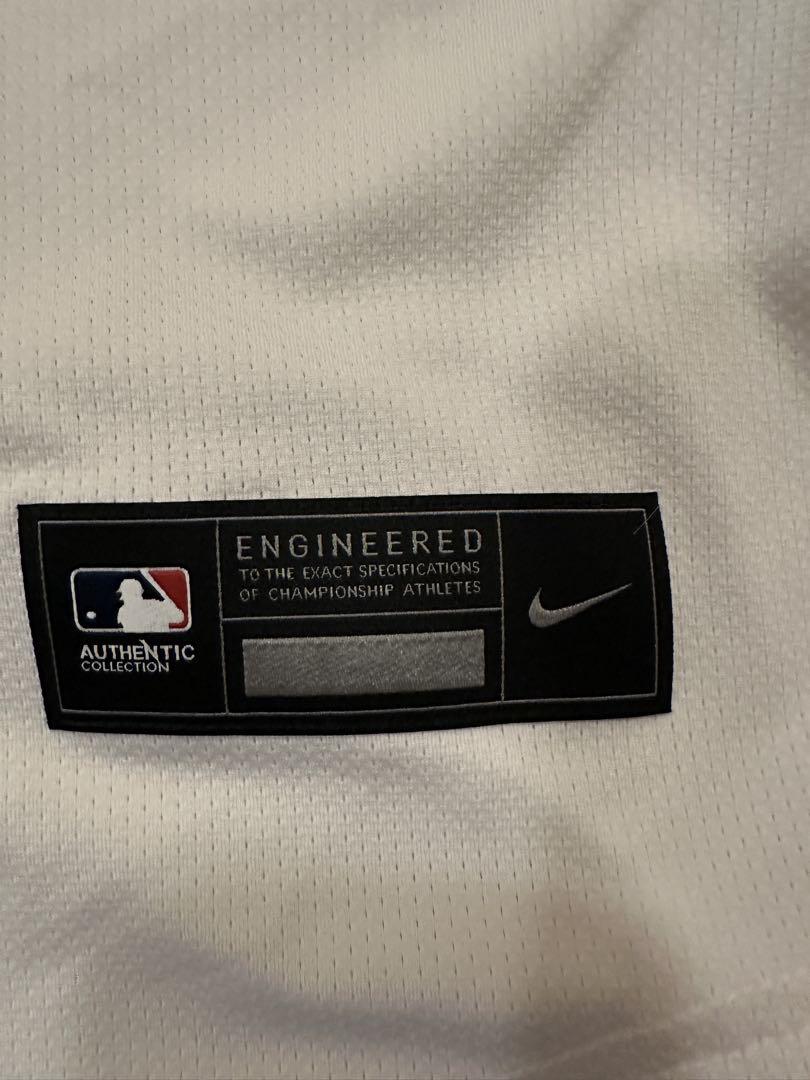 ENGINEERED
TO THE EXACT SPECIFICATIONS
OF CHAMPIONSHIP ATHLETES
AUTHENTIC
COLLECTION